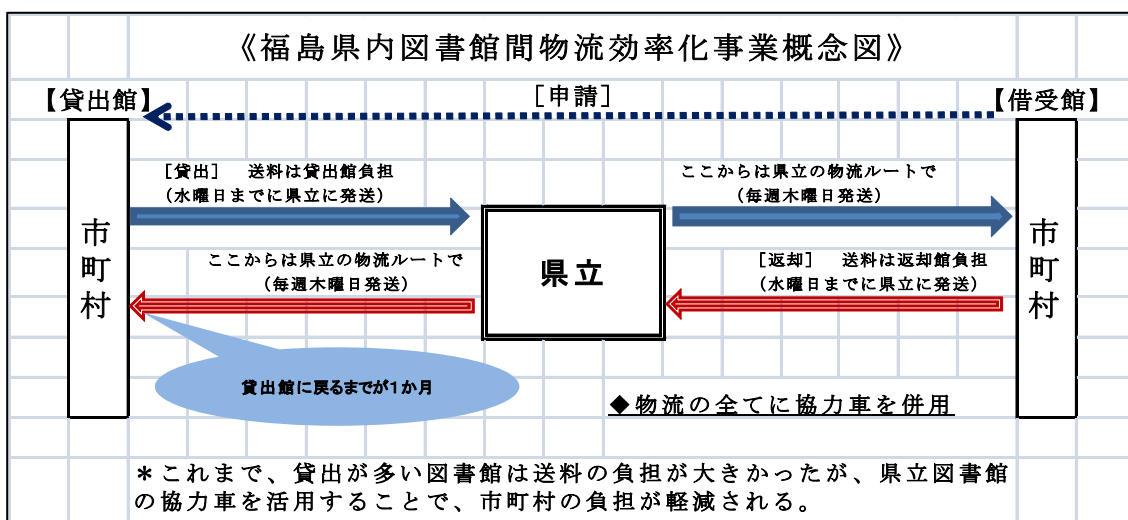 《福島県内図書館間物流効率化事業概念図》
【貸出館】
[申請]
【借受館】
[貸出]　送料は貸出館負担
(水曜日までに県立に発送)
ここからは県立の物流ルートで
(毎週木曜日発送)
市町村
県立
市町村
ここからは県立の物流ルートで
(毎週木曜日発送)
[返却]　送料は返却館負担
(水曜日までに県立に発送)
貸出館に戻るまでが1か月
◆物流の全てに協力車を併用
＊これまで、貸出が多い図書館は送料の負担が大きかったが、県立図書館
の協力車を活用することで、市町村の負担が軽減される。